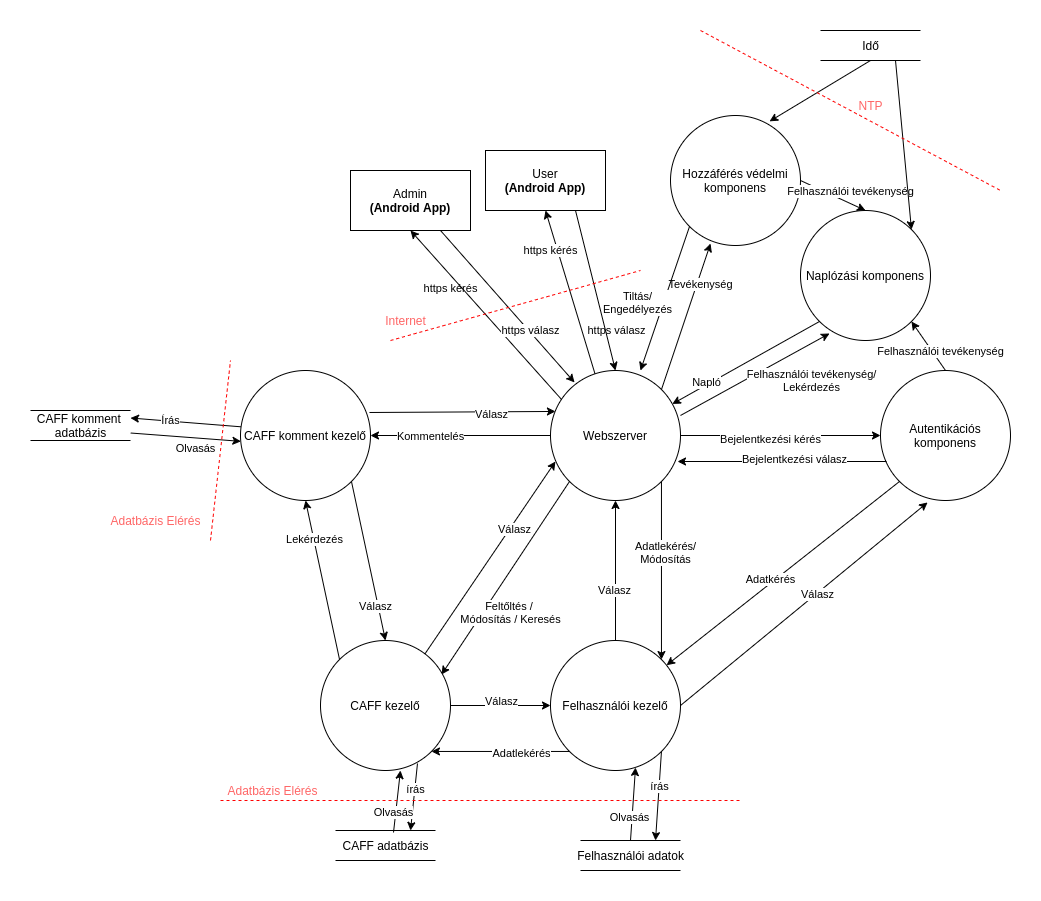 Idő
NTP
Hozzáférés védelmi
komponens
Felhasználói tevékenység
User
(Android App)
Admin
(Android App)
Naplózási komponens
https kérés
https kérés
Tevékenység
Tiltás/
Engedélyezés
Internet
https válasz
https válasz
Felhasználói tevékenység
Napló
Felhasználói tevékenység/
Lekérdezés
CAFF komment
adatbázis
Írás
Olvasás
CAFF komment kezelő
Válasz
Kommentelés
Webszerver
Bejelentkezési kérés
Bejelentkezési válasz
Autentikációs
komponens
Adatbázis Elérés
Lekérdezés
Válasz
Válasz
Feltőltés /
Módosítás / Keresés
Adatlekérés/
Módosítás
Válasz
Adatkérés
Válasz
CAFF kezelő
Válasz
Adatlekérés
Felhasználói kezelő
Adatbázis Elérés
írás
Olvasás
írás
Olvasás
CAFF adatbázis
Felhasználói adatok